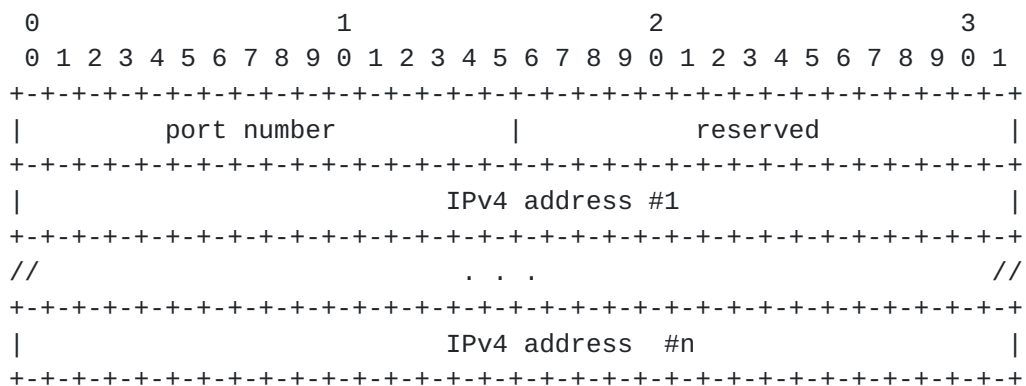 0                   1                   2                   3
 0 1 2 3 4 5 6 7 8 9 0 1 2 3 4 5 6 7 8 9 0 1 2 3 4 5 6 7 8 9 0 1
+-+-+-+-+-+-+-+-+-+-+-+-+-+-+-+-+-+-+-+-+-+-+-+-+-+-+-+-+-+-+-+-+
|         port number           |           reserved            |
+-+-+-+-+-+-+-+-+-+-+-+-+-+-+-+-+-+-+-+-+-+-+-+-+-+-+-+-+-+-+-+-+
|                           IPv4 address #1                     |
+-+-+-+-+-+-+-+-+-+-+-+-+-+-+-+-+-+-+-+-+-+-+-+-+-+-+-+-+-+-+-+-+
//                           . . .                             //
+-+-+-+-+-+-+-+-+-+-+-+-+-+-+-+-+-+-+-+-+-+-+-+-+-+-+-+-+-+-+-+-+
|                           IPv4 address  #n                    |
+-+-+-+-+-+-+-+-+-+-+-+-+-+-+-+-+-+-+-+-+-+-+-+-+-+-+-+-+-+-+-+-+